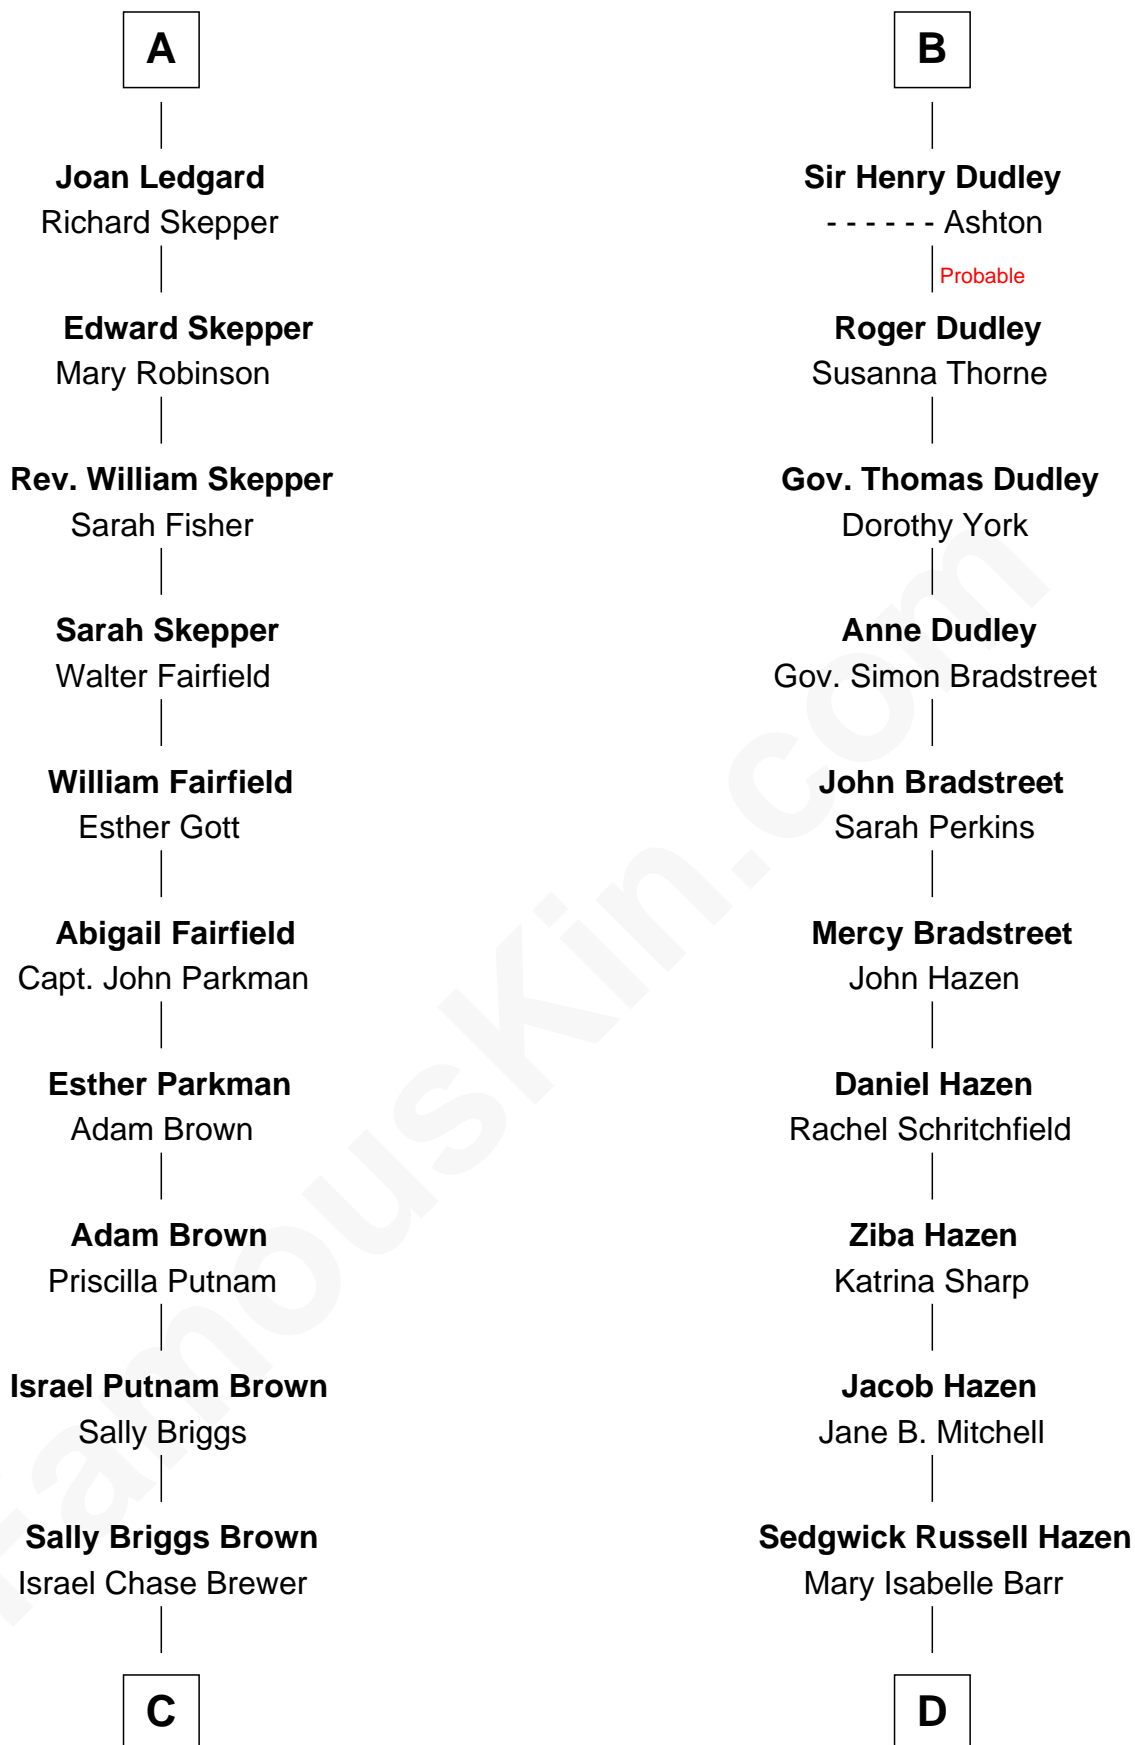 A
Joan Ledgard
Richard Skepper
Edward Skepper
Mary Robinson
Rev. William Skepper
Sarah Fisher
Sarah Skepper
Walter Fairfield
William Fairfield
Esther Gott
Abigail Fairfield
Capt. John Parkman
Esther Parkman
Adam Brown
Adam Brown
Priscilla Putnam
Israel Putnam Brown
Sally Briggs
Sally Briggs Brown
Israel Chase Brewer
C
B
Sir Henry Dudley
- - - - - - Ashton
Probable
Roger Dudley
Susanna Thorne
Gov. Thomas Dudley
Dorothy York
Anne Dudley
Gov. Simon Bradstreet
John Bradstreet
Sarah Perkins
Mercy Bradstreet
John Hazen
Daniel Hazen
Rachel Schritchfield
Ziba Hazen
Katrina Sharp
Jacob Hazen
Jane B. Mitchell
Sedgwick Russell Hazen
Mary Isabelle Barr
D
FamousKin.com